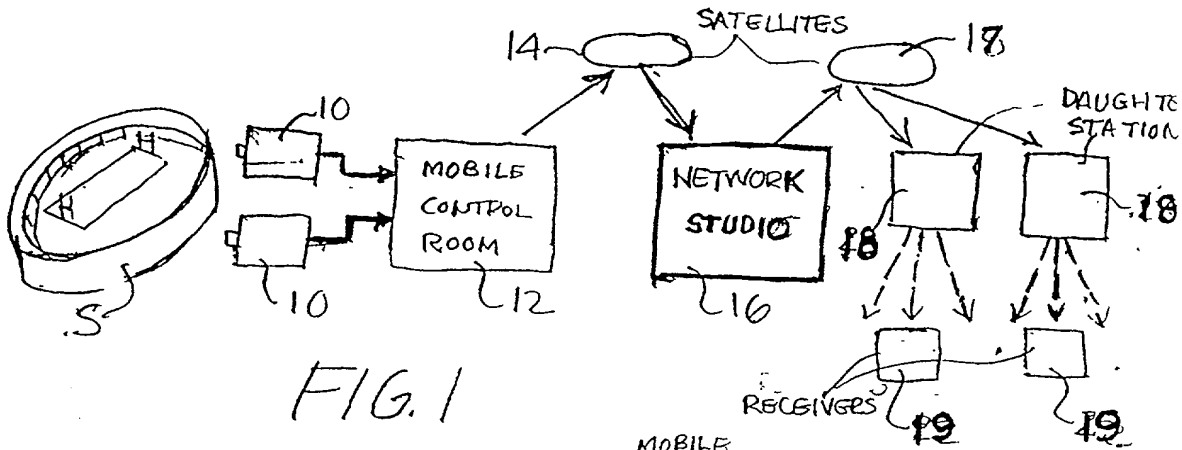 SATELLITES
14
18
10
DAUGHTE
STATION
MOBILE
CONTROL
ROOM
NETWORK
STUDIO
18
18
10
12
16
S
FIG. 1
RECEIVERS
19
19
MOBILE